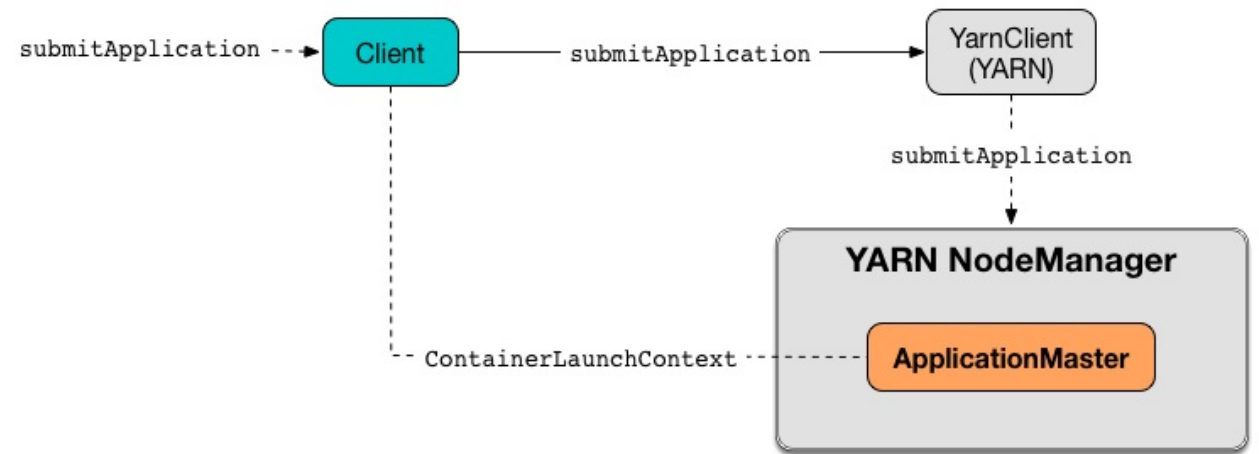 submitApplication
Client
submitApplication
YarnClient
(YARN)
submitApplication
YARN NodeManager
ContainerLaunchContext
ApplicationMaster